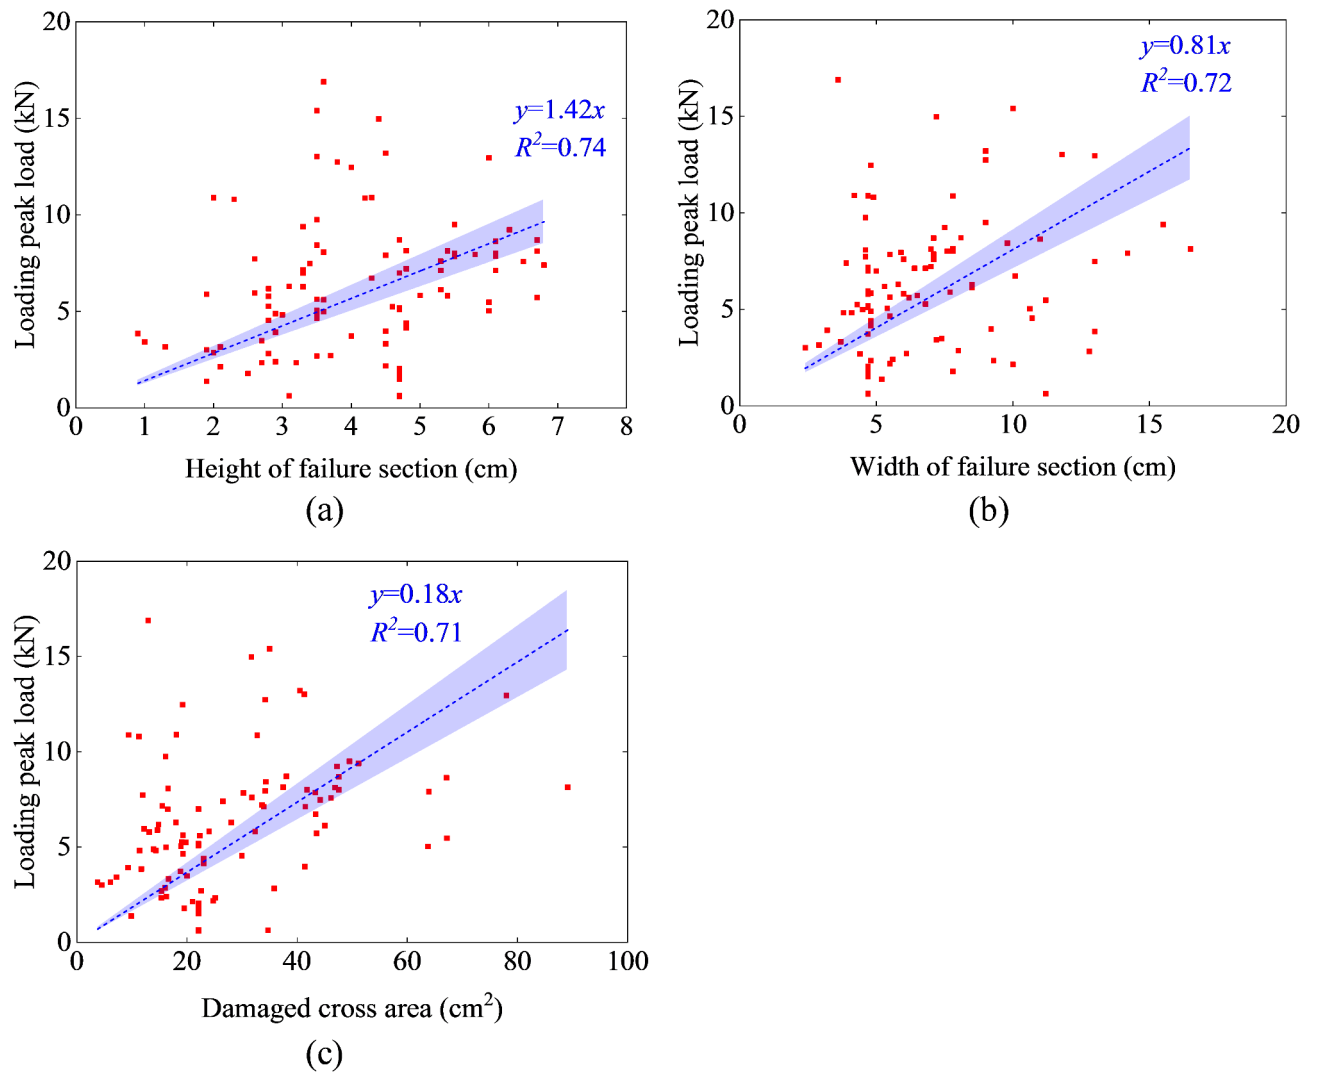 20
15
10
5
0
Loading peak load (kN)
y=1.42x
R²=0.74
0 1 2 3 4 5 6 7 8
Height of failure section (cm)
(a)
20
15
10
5
0
Loading peak load (kN)
y=0.81x
R²=0.72
0 5 10 15 20
Width of failure section (cm)
(b)
20
15
10
5
0
Loading peak load (kN)
y=0.18x
R²=0.71
0 20 40 60 80 100
Damaged cross area (cm²)
(c)